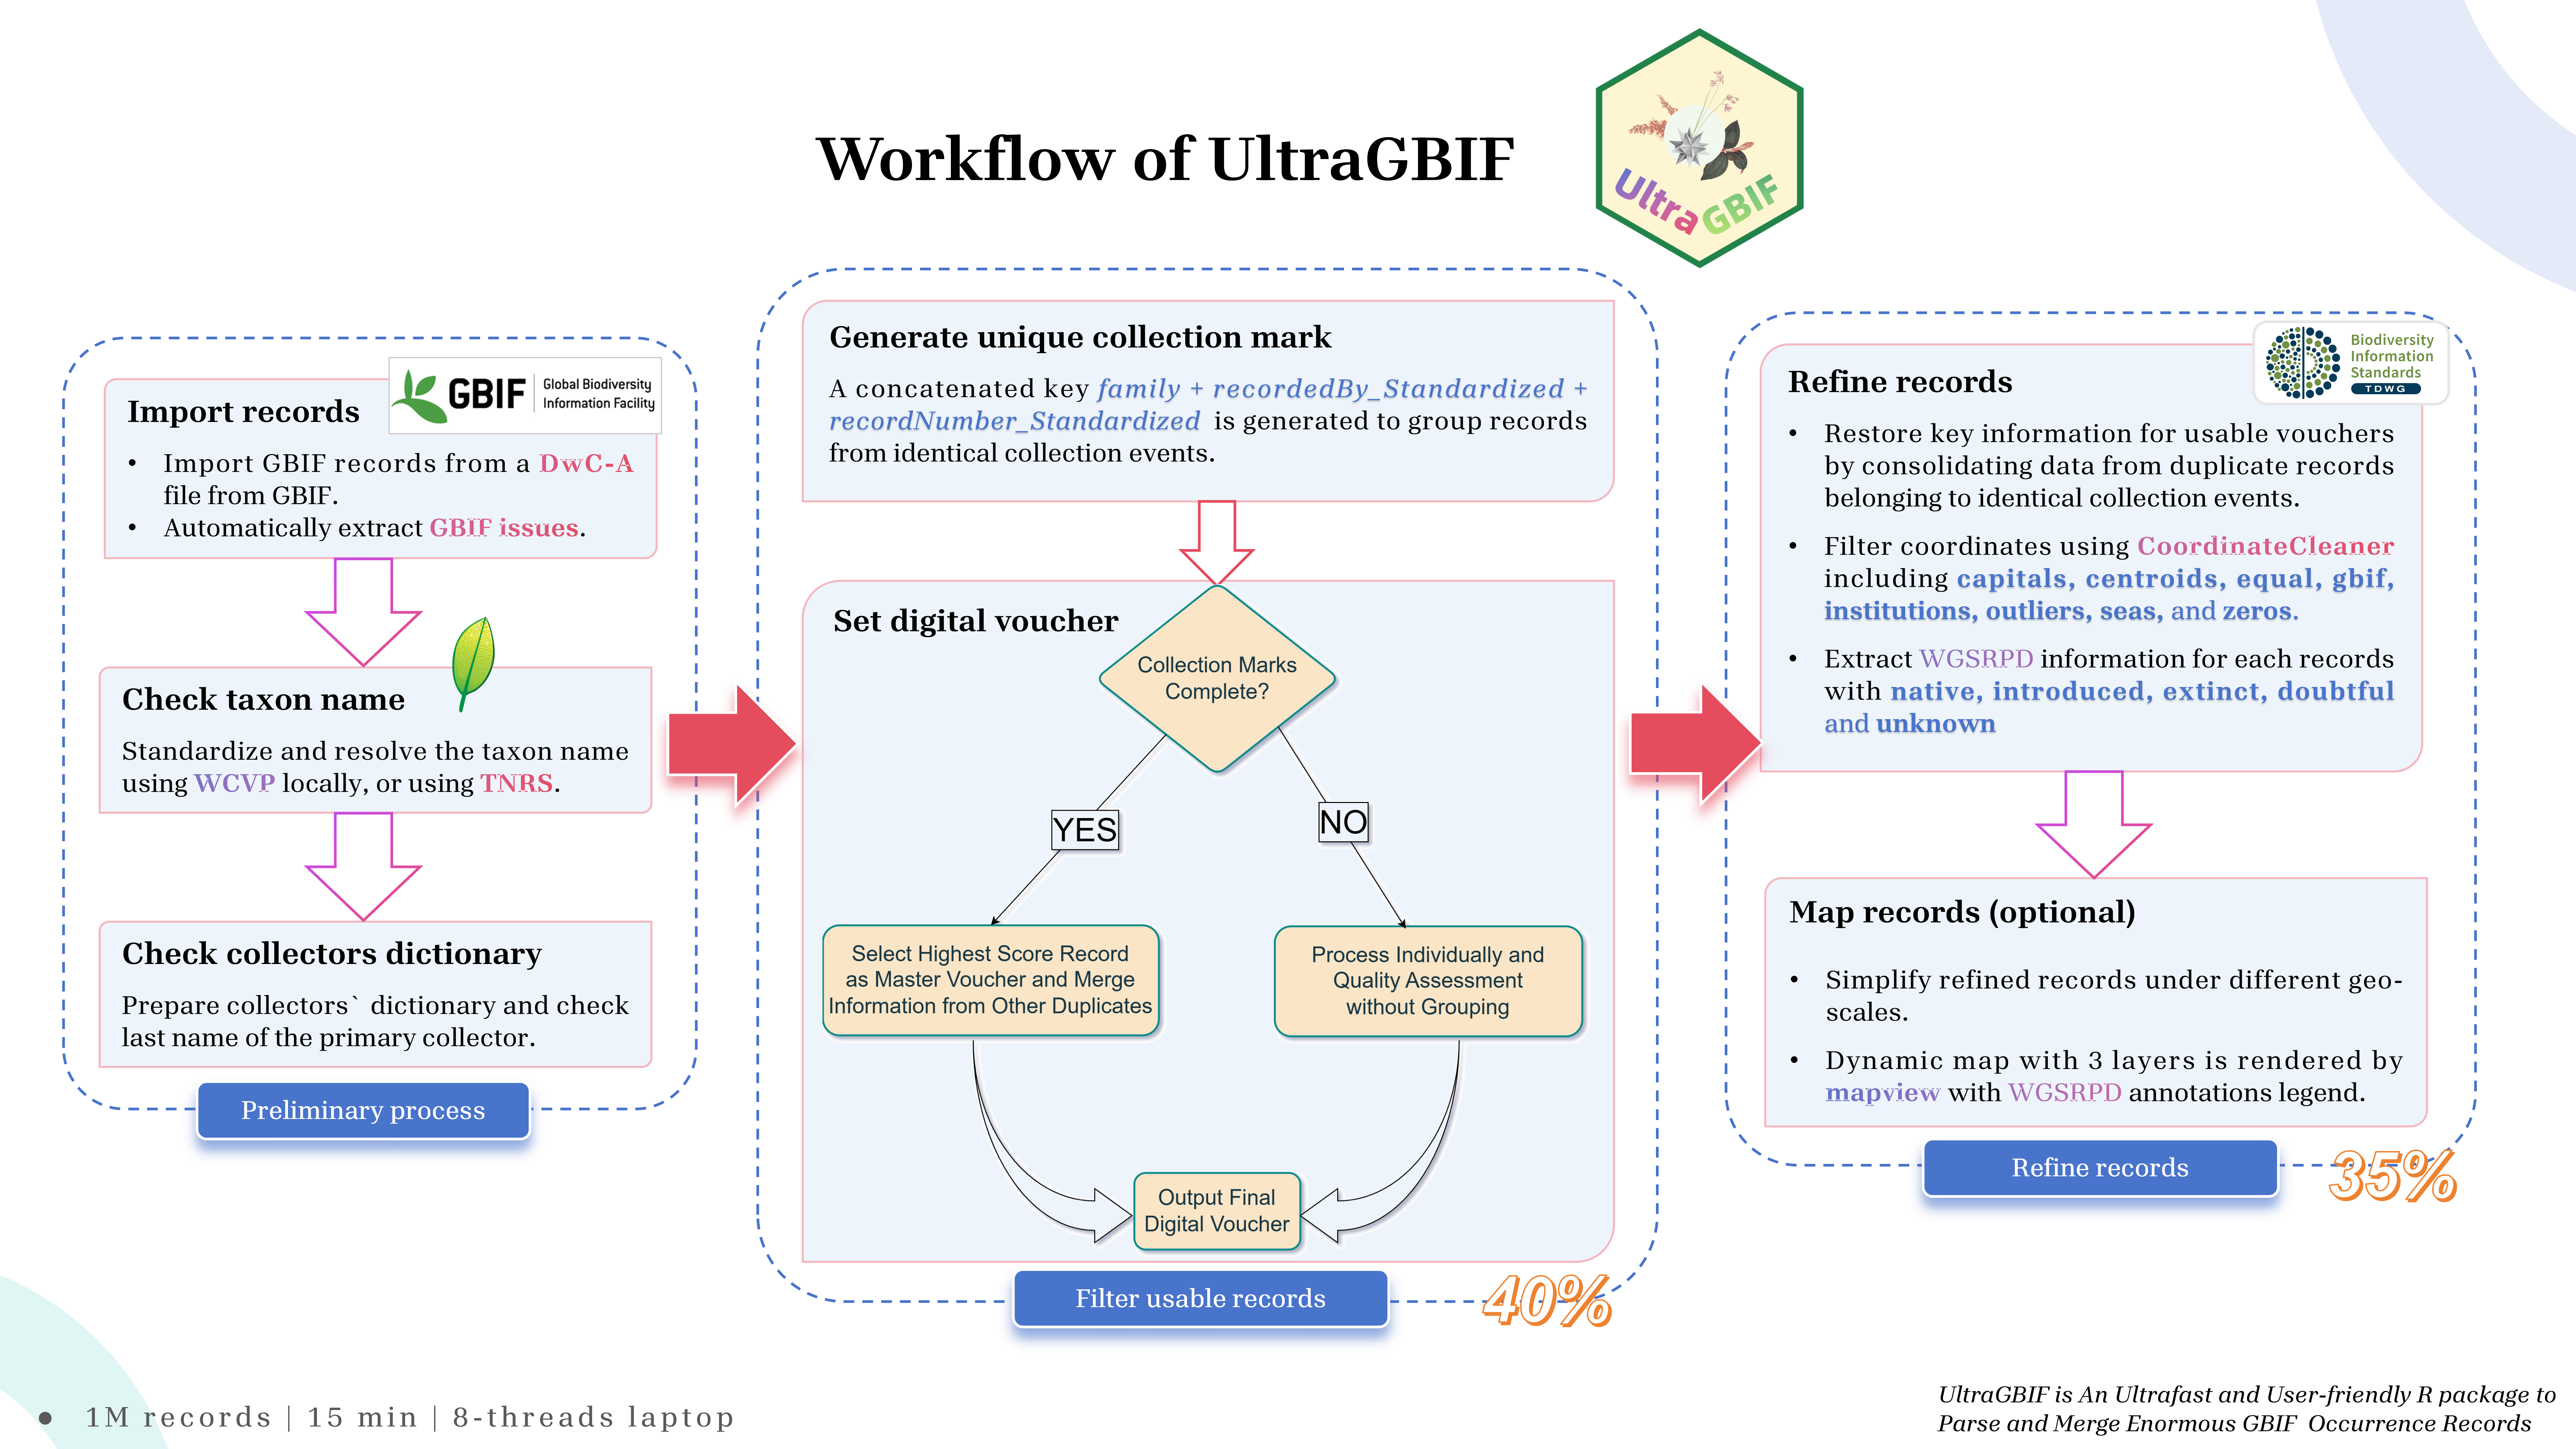 Workflow of UltraGBIF
UltraGBIF
Import records
GBIF
Global Biodiversity
Information Facility
• Import GBIF records from a DwC-A
file from GBIF.
• Automatically extract GBIF issues.
Check taxon name
Standardize and resolve the taxon name
using WCVP locally, or using TNRS.
Check collectors dictionary
Prepare collectors` dictionary and check
last name of the primary collector.
Preliminary process
Generate unique collection mark
A concatenated key family + recordedBy_Standardized +
recordNumber_Standardized is generated to group records
from identical collection events.
Set digital voucher
Collection Marks
Complete?
YES
NO
Select Highest Score Record
as Master Voucher and Merge
Information from Other Duplicates
Process Individually and
Quality Assessment
without Grouping
Output Final
Digital Voucher
Filter usable records
40%
Refine records
Biodiversity
Information
Standards
TDWG
• Restore key information for usable vouchers
by consolidating data from duplicate records
belonging to identical collection events.
• Filter coordinates using CoordinateCleaner
including capitals, centroids, equal, gbif,
institutions, outliers, seas, and zeros.
• Extract WGSRPD information for each records
with native, introduced, extinct, doubtful
and unknown
Map records (optional)
• Simplify refined records under different geo-
scales.
• Dynamic map with 3 layers is rendered by
mapview with WGSRPD annotations legend.
Refine records
35%
• 1M records | 15 min | 8-threads laptop
UltraGBIF is An Ultrafast and User-friendly R package to
Parse and Merge Enormous GBIF Occurrence Records